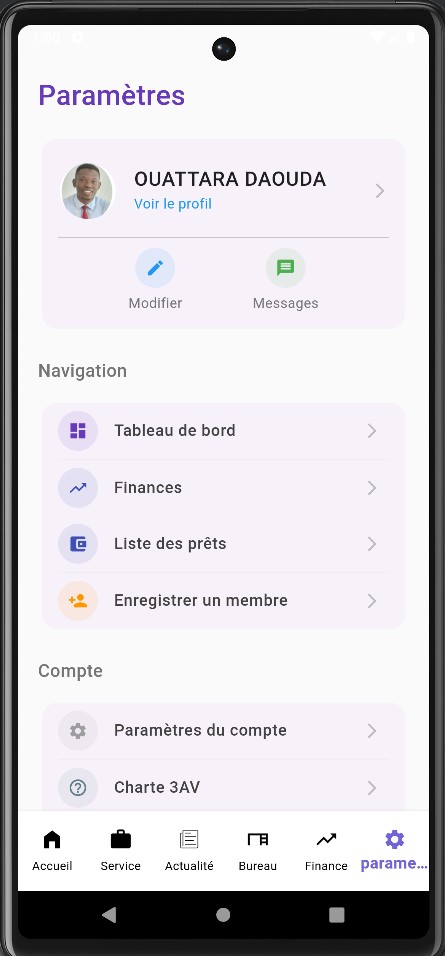 Paramètres
OUATTARA DAOUDA
Voir le profil
Modifier Messages
Navigation
Tableau de bord
Finances
Liste des prêts
Enregistrer un membre
Compte
Paramètres du compte
Charte 3AV
Accueil Service Actualité Bureau Finance parame...